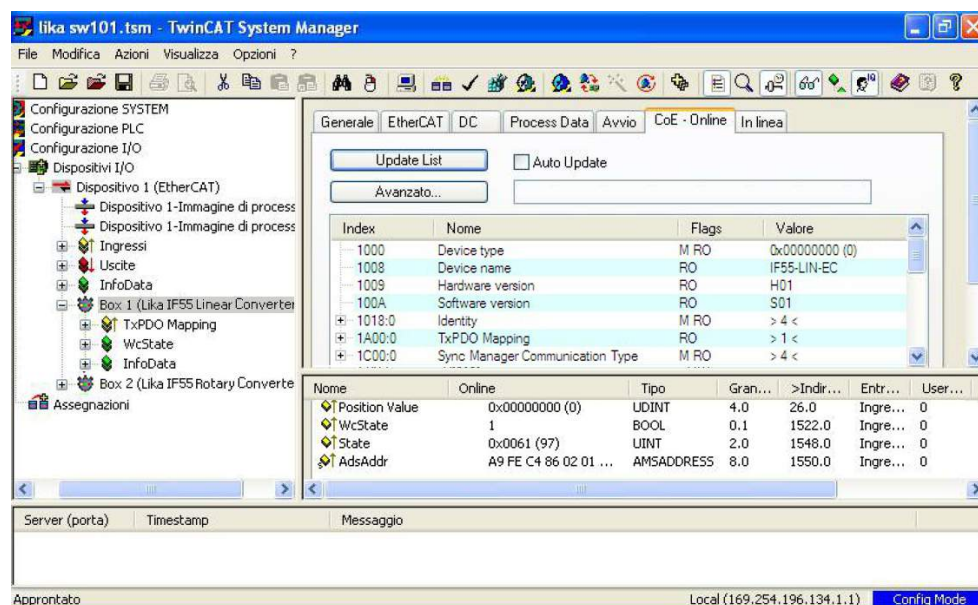 lika sw101.tsm - TwinCAT System Manager
File Modifica Azioni Visualizza Opzioni ?
Configurazione SYSTEM
Configurazione PLC
Configurazione I/O
Dispositivi I/O
Dispositivo 1 (EtherCAT)
Dispositivo 1-Immagine di process
Dispositivo 1-Immagine di process
Ingressi
Uscite
InfoData
Box 1 (Lika IF55 Linear Converter
TxPDO Mapping
WcState
InfoData
Box 2 (Lika IF55 Rotary Converte
Assegnazioni
Generale EtherCAT DC Process Data Avvio CoE - Online In linea
Update List Auto Update
Avanzato...
Index Nome Flags Valore
1000 Device type M RO 0x00000000 (0)
1008 Device name RO IF55-LIN-EC
1009 Hardware version RO H01
100A Software version RO S01
1018:0 Identity M RO > 4 <
1A00:0 TxPDO Mapping RO > 1 <
1C00:0 Sync Manager Communication Type M RO > 4 <
Nome Online Tipo Gran... >Indir... Entr... User...
Position Value 0x00000000 (0) UDINT 4.0 26.0 Ingre... 0
WcState 1 BOOL 0.1 1522.0 Ingre... 0
State 0x0061 (97) UINT 2.0 1548.0 Ingre... 0
AdsAddr A9 FE C4 86 02 01 ... AMSADDRESS 8.0 1550.0 Ingre... 0
Server (porta) Timestamp Messaggio
Approntato Local (169.254.196.134.1.1) Config Mode